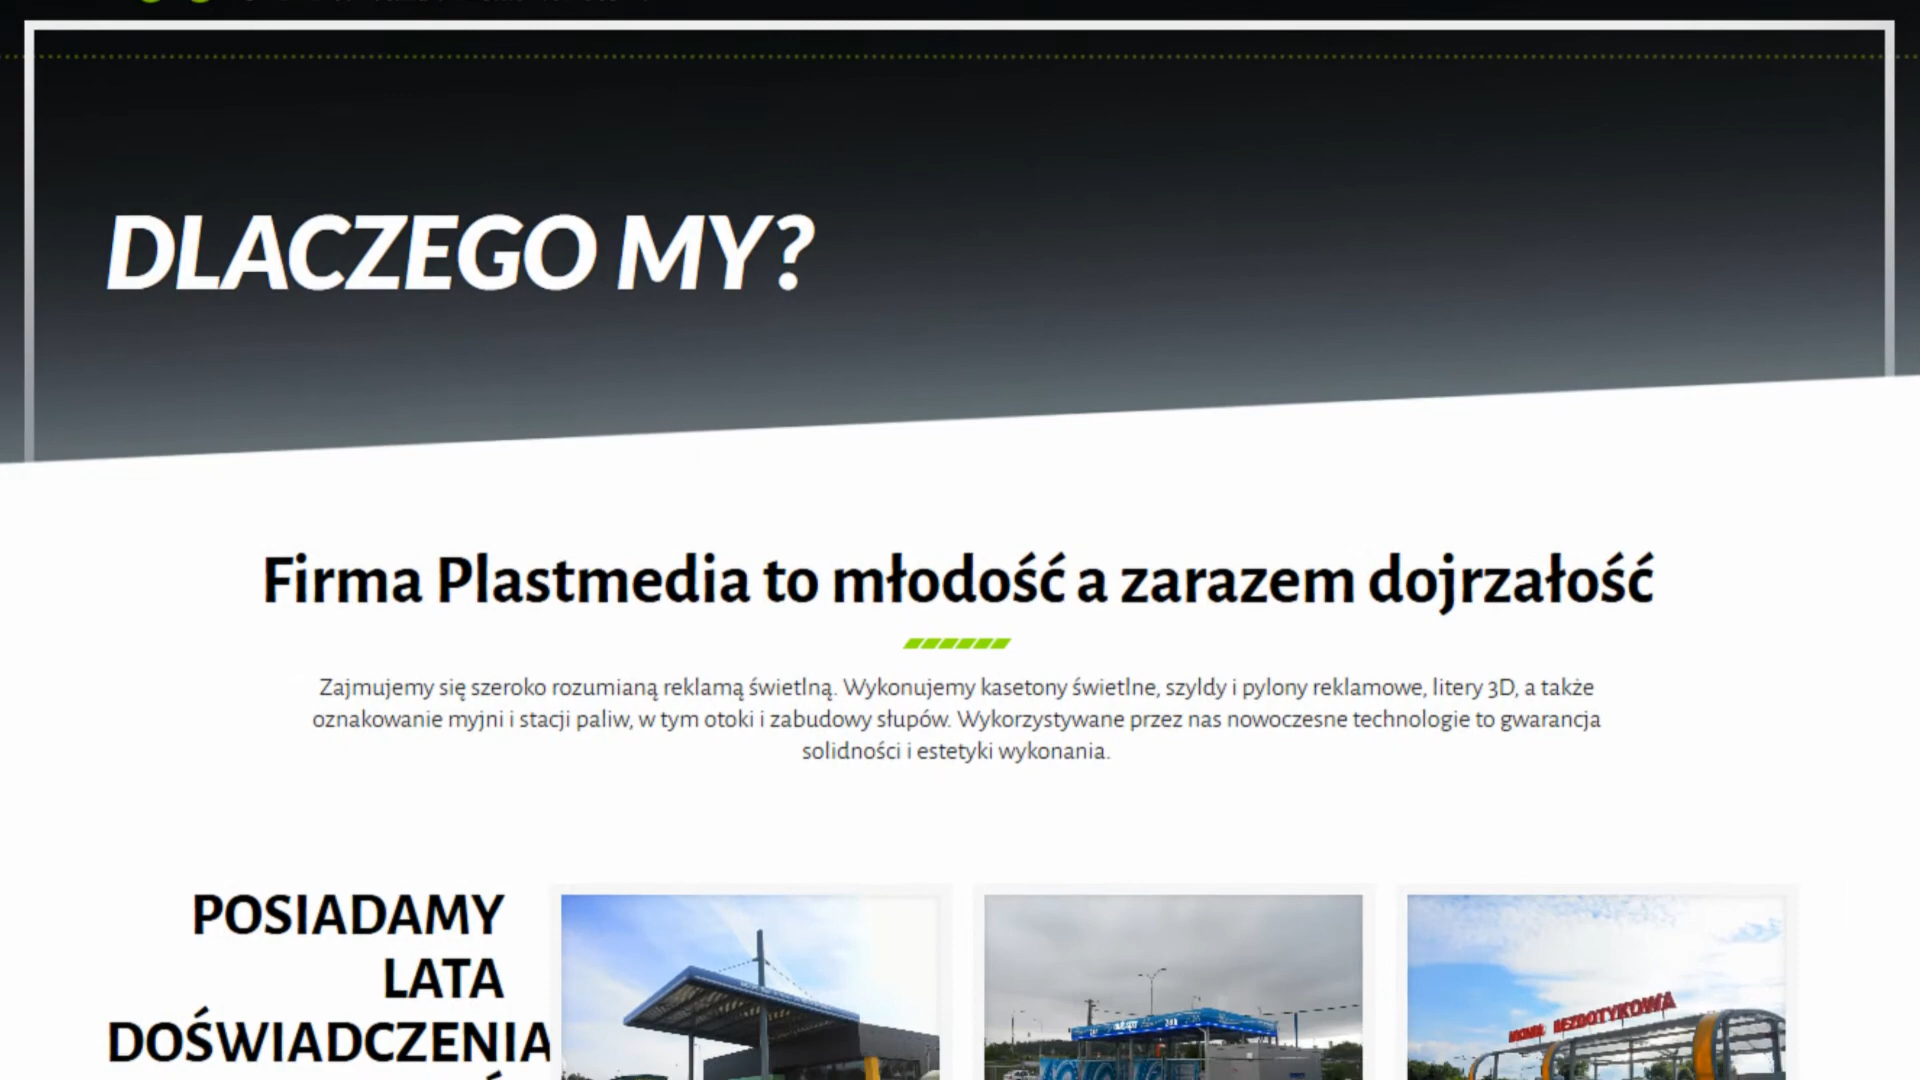 DLACZEGO MY?
Firma Plastmedia to młodość a zarazem dojrzałość
Zajmujemy się szeroko rozumianą reklamą świetlną. Wykonujemy kasetony świetlne, szyldy i pylony reklamowe, litery 3D, a także
oznakowanie myjni i stacji paliw, w tym otoki i zabudowy słupów. Wykorzystywane przez nas nowoczesne technologie to gwarancja
solidności i estetyki wykonania.
POSIADAMY
LATA
DOŚWIADCZENIA
BEZDOTYKOWA